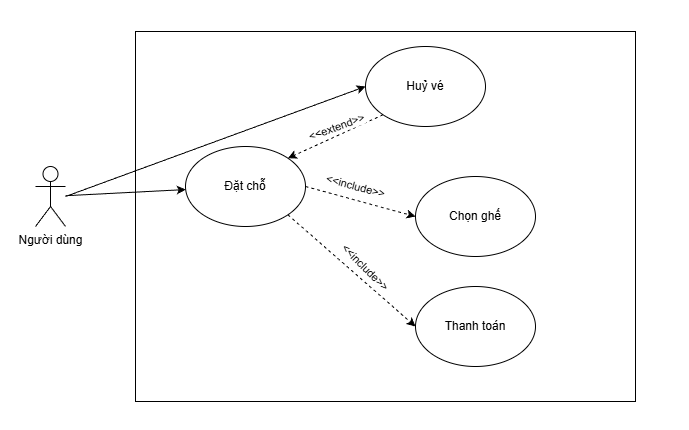 Huỷ vé
<<extend>>
Đặt chỗ
<<include>>
Chọn ghế
Người dùng
<<include>>
Thanh toán